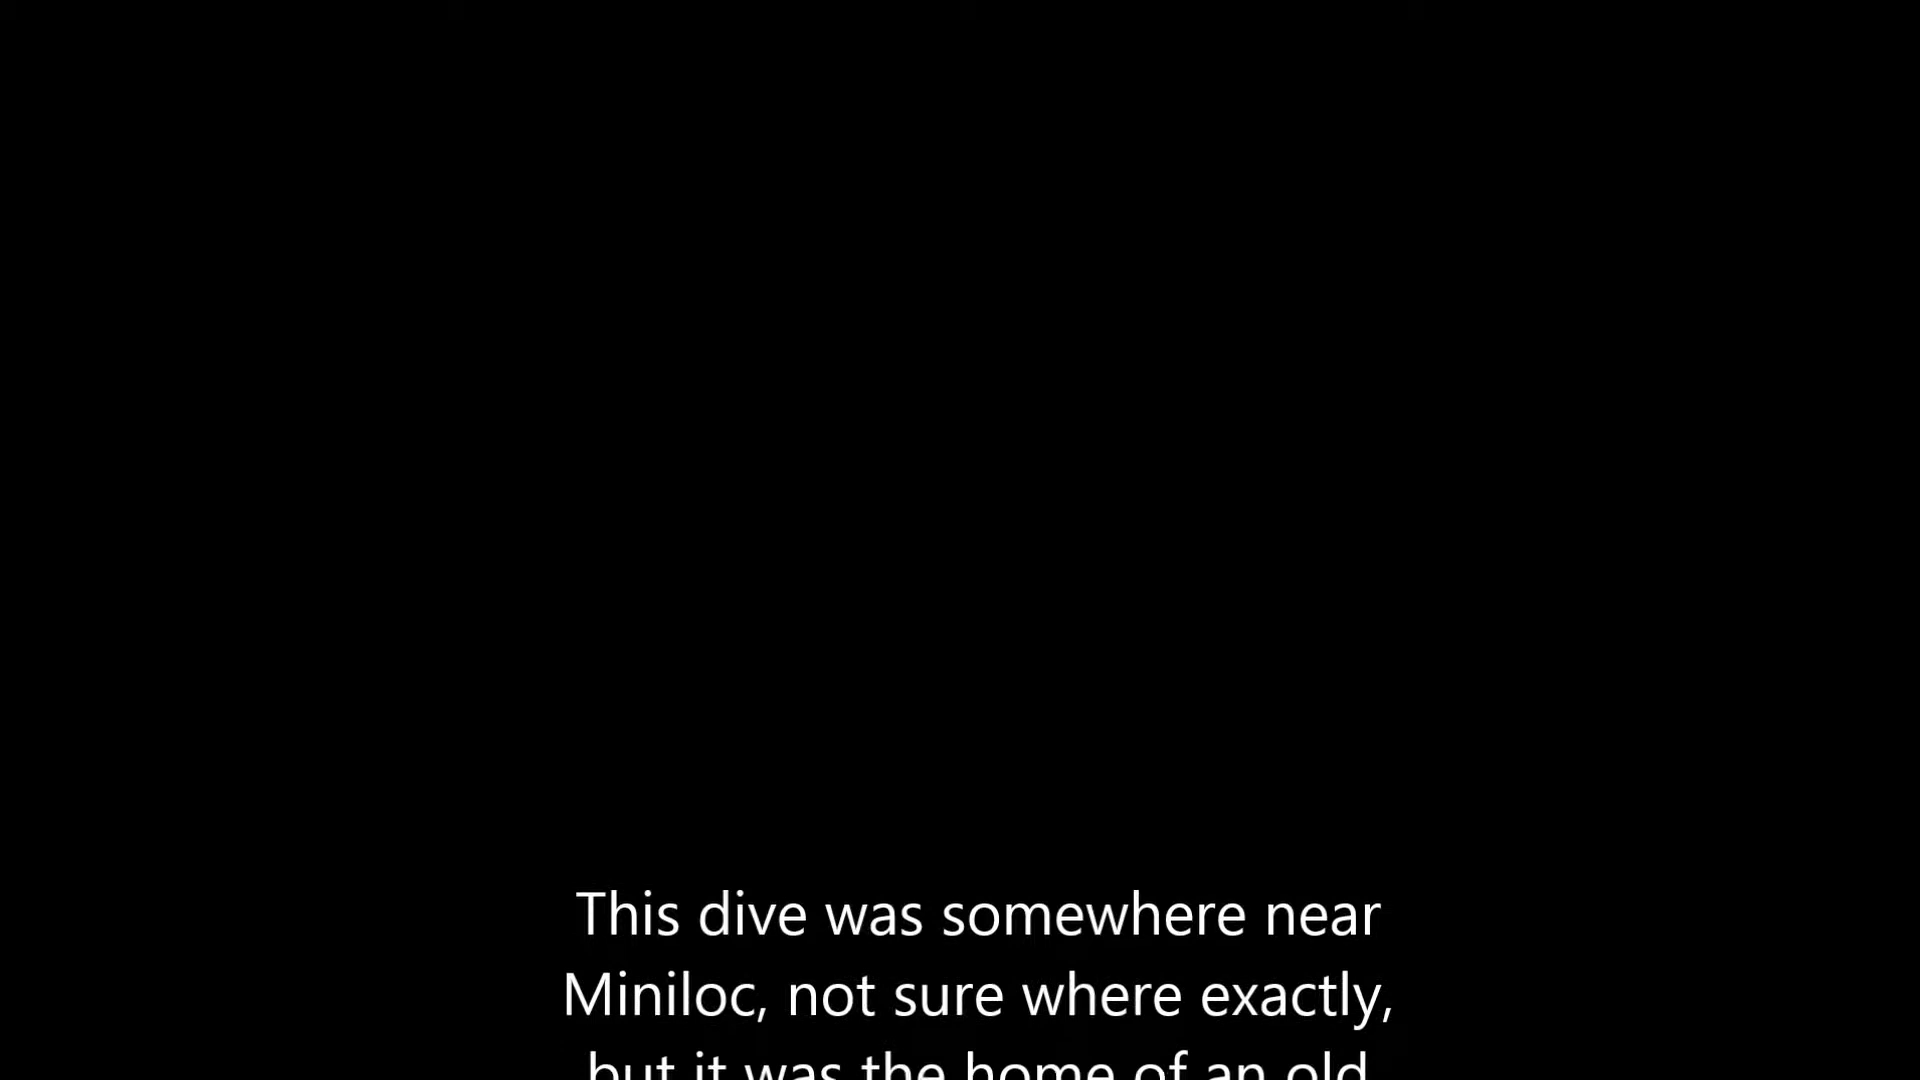 This dive was somewhere near
Miniloc, not sure where exactly,
but it was the home of an old